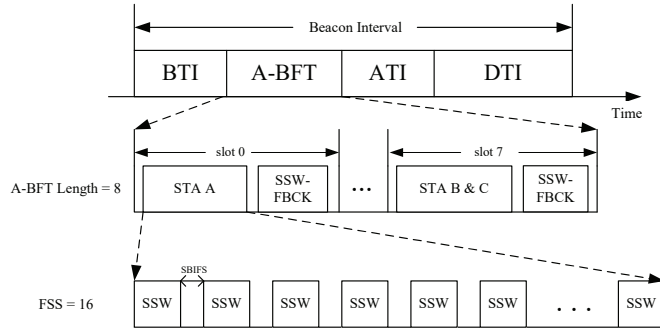 Beacon Interval
BTI A-BFT ATI DTI
Time
slot 0 slot 7
A-BFT Length = 8 STA A SSW-FBCK ... STA B & C SSW-FBCK
SBIFS
FSS = 16 SSW SSW SSW SSW SSW SSW SSW . . . SSW